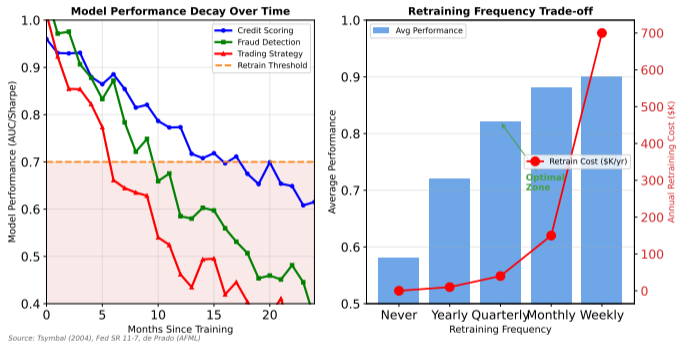 Model Performance Decay Over Time
Model Performance (AUC/Sharpe)
1.0
0.9
0.8
0.7
0.6
0.5
0.4
Credit Scoring
Fraud Detection
Trading Strategy
Retrain Threshold
0 5 10 15 20
Months Since Training
Retraining Frequency Trade-off
Average Performance
1.0
0.9
0.8
0.7
0.6
0.5
Avg Performance
Retrain Cost ($K/yr)
Optimal
Zone
700
600
500
400
300
200
100
0
Annual Retraining Cost ($K)
Never Yearly Quarterly Monthly Weekly
Retraining Frequency
Source: Tsymbal (2004), Fed SR 11-7, de Prado (AFML)